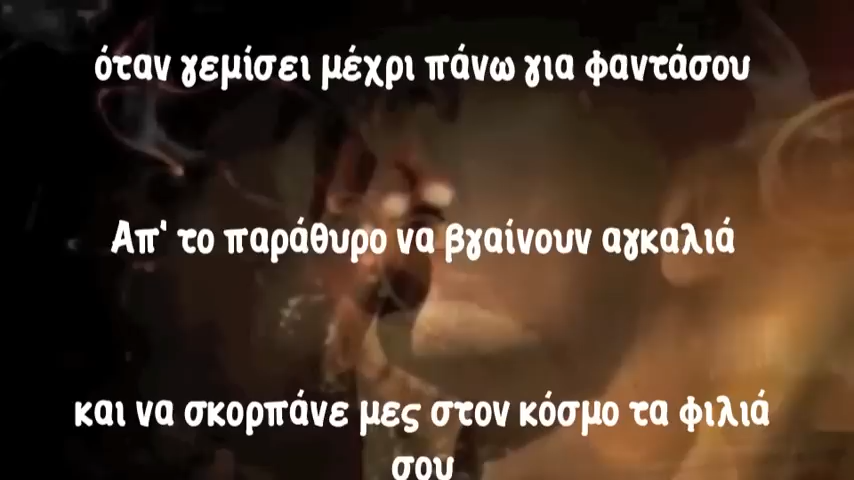 όταν γεμίσει μέχρι πάνω για φαντάσου
Απ' το παράθυρο να βγαίνουν αγκαλιά
και να σκορπάνε μες στον κόσμο τα φιλιά
σου